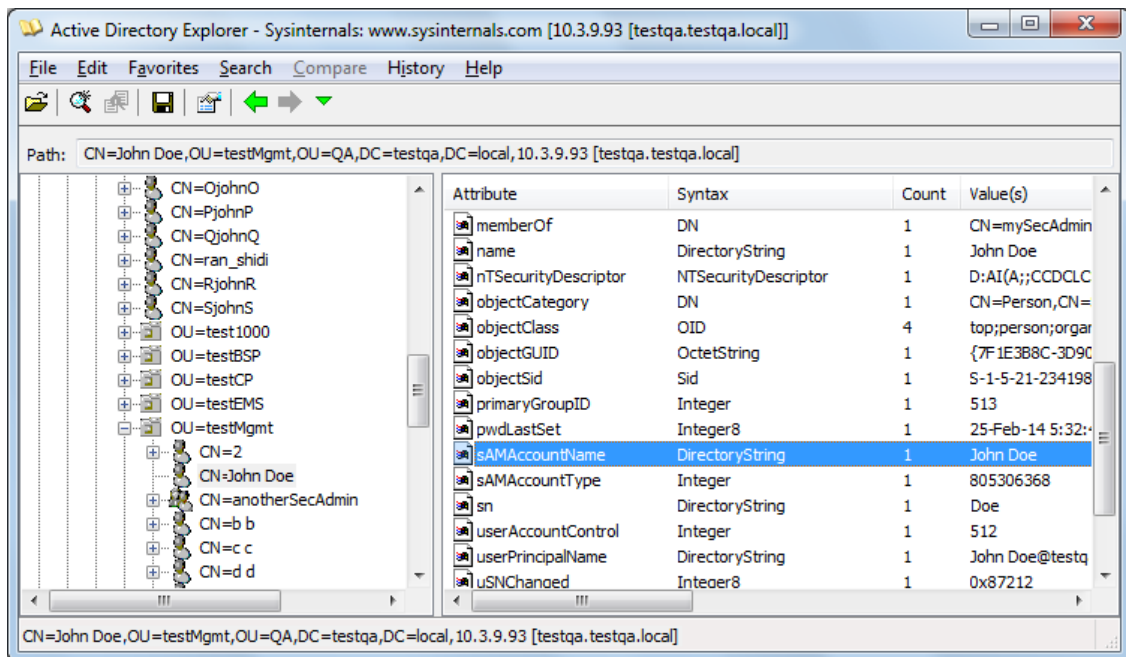 Active Directory Explorer - Sysinternals: www.sysinternals.com [10.3.9.93 [testqa.testqa.local]]
File Edit Favorites Search Compare History Help
Path: CN=John Doe,OU=testMgmt,OU=QA,DC=testqa,DC=local,10.3.9.93 [testqa.testqa.local]
CN=OjohnO
CN=PjohnP
CN=QjohnQ
CN=ran_shidi
CN=RjohnR
CN=SjohnS
OU=test1000
OU=testBSP
OU=testCP
OU=testEMS
OU=testMgmt
CN=2
CN=John Doe
CN=anotherSecAdmin
CN=b b
CN=c c
CN=d d
Attribute Syntax Count Value(s)
memberOf DN 1 CN=mySecAdmin
name DirectoryString 1 John Doe
nTSecurityDescriptor NTSecurityDescriptor 1 D:AI(A;;CCDCLC
objectCategory DN 1 CN=Person,CN=
objectClass OID 4 top;person;organ
objectGUID OctetString 1 {7F1E3B8C-3D90
objectSid Sid 1 S-1-5-21-234198
primaryGroupID Integer 1 513
pwdLastSet Integer8 1 25-Feb-14 5:32:4
sAMAccountName DirectoryString 1 John Doe
sAMAccountType Integer 1 805306368
sn DirectoryString 1 Doe
userAccountControl Integer 1 512
userPrincipalName DirectoryString 1 John Doe@testq
uSNChanged Integer8 1 0x87212
CN=John Doe,OU=testMgmt,OU=QA,DC=testqa,DC=local,10.3.9.93 [testqa.testqa.local]